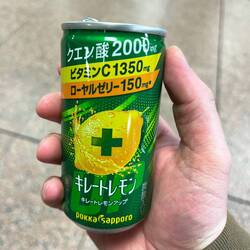 クエン酸2000mg
ビタミンC1350mg
ローヤルゼリー150mg
キレートレモン
キレートレモンアップ
pokka sapporo